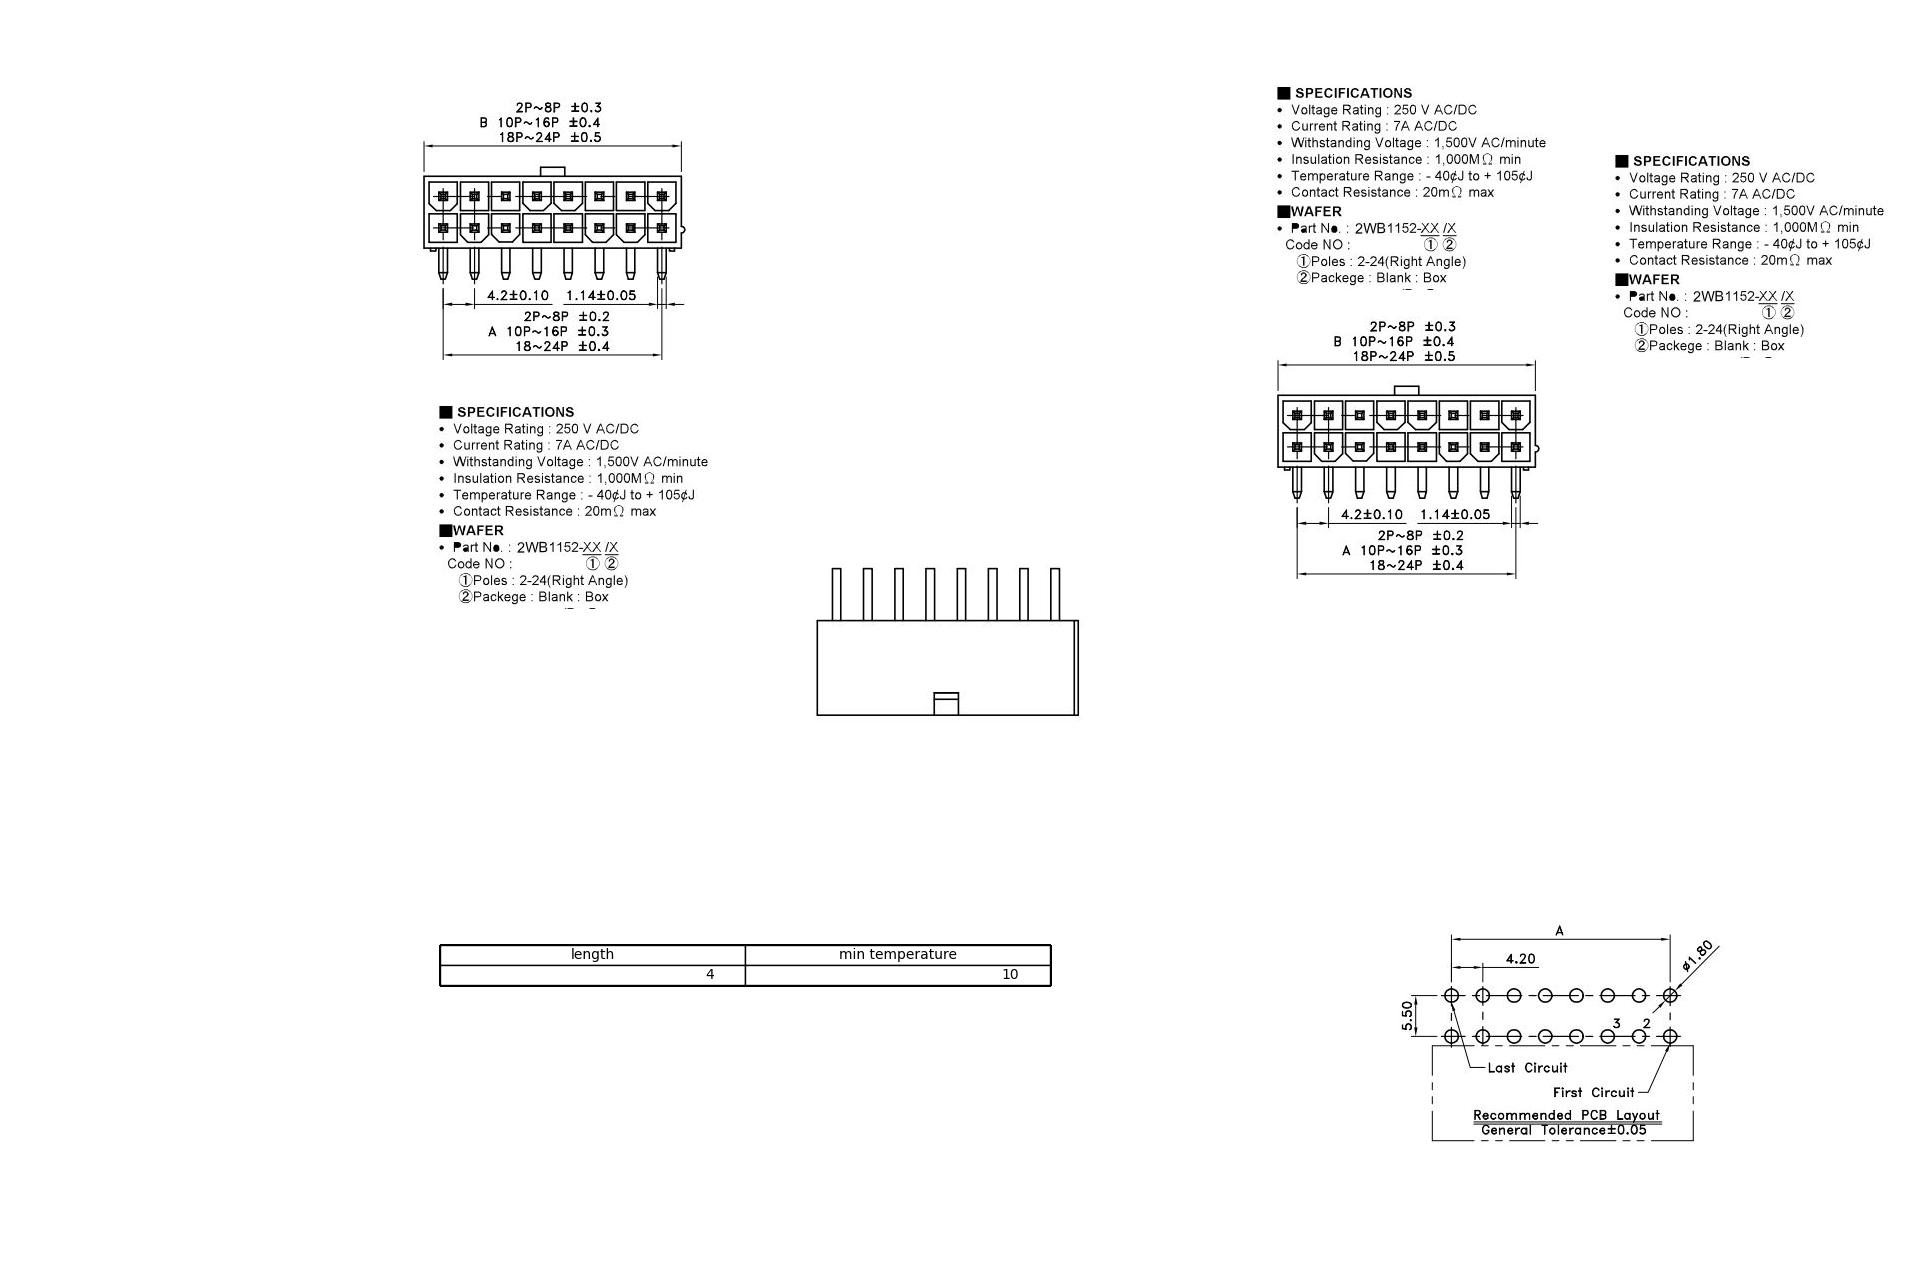 2P~8P ±0.3
B 10P~16P ±0.4
18P~24P ±0.5
4.2±0.10 1.14±0.05
2P~8P ±0.2
A 10P~16P ±0.3
18~24P ±0.4
■ SPECIFICATIONS
• Voltage Rating : 250 V AC/DC
• Current Rating : 7A AC/DC
• Withstanding Voltage : 1,500V AC/minute
• Insulation Resistance : 1,000MΩ min
• Temperature Range : - 40¢J to + 105¢J
• Contact Resistance : 20mΩ max
■WAFER
• Part No. : 2WB1152-XX /X
Code NO : ① ②
①Poles : 2-24(Right Angle)
②Packege : Blank : Box
■ SPECIFICATIONS
• Voltage Rating : 250 V AC/DC
• Current Rating : 7A AC/DC
• Withstanding Voltage : 1,500V AC/minute
• Insulation Resistance : 1,000MΩ min
• Temperature Range : - 40¢J to + 105¢J
• Contact Resistance : 20mΩ max
■WAFER
• Part No. : 2WB1152-XX /X
Code NO : ① ②
①Poles : 2-24(Right Angle)
②Packege : Blank : Box
■ SPECIFICATIONS
• Voltage Rating : 250 V AC/DC
• Current Rating : 7A AC/DC
• Withstanding Voltage : 1,500V AC/minute
• Insulation Resistance : 1,000MΩ min
• Temperature Range : - 40¢J to + 105¢J
• Contact Resistance : 20mΩ max
■WAFER
• Part No. : 2WB1152-XX /X
Code NO : ① ②
①Poles : 2-24(Right Angle)
②Packege : Blank : Box
2P~8P ±0.3
B 10P~16P ±0.4
18P~24P ±0.5
4.2±0.10 1.14±0.05
2P~8P ±0.2
A 10P~16P ±0.3
18~24P ±0.4
length min temperature
4 10
A
4.20
ø1.80
5.50
3 2
Last Circuit
First Circuit
Recommended PCB Layout
General Tolerance±0.05